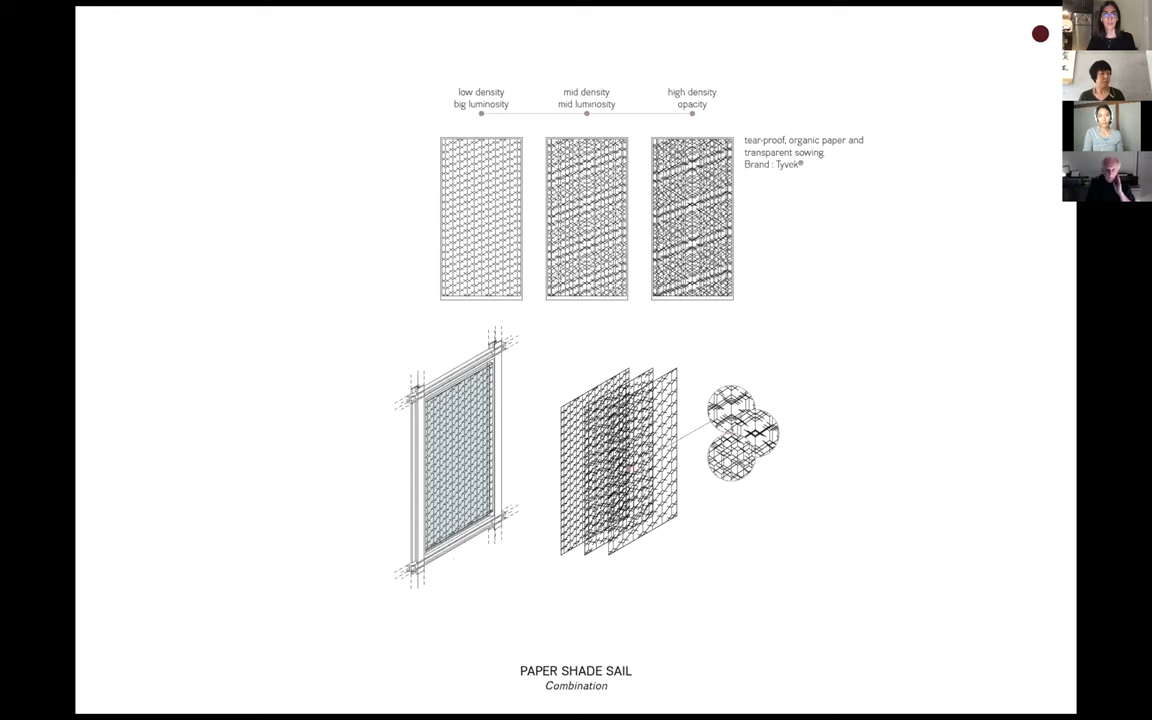 low density
big luminosity
mid density
mid luminosity
high density
opacity
tear-proof, organic paper and
transparent sowing.
Brand : Tyvek®
PAPER SHADE SAIL
Combination